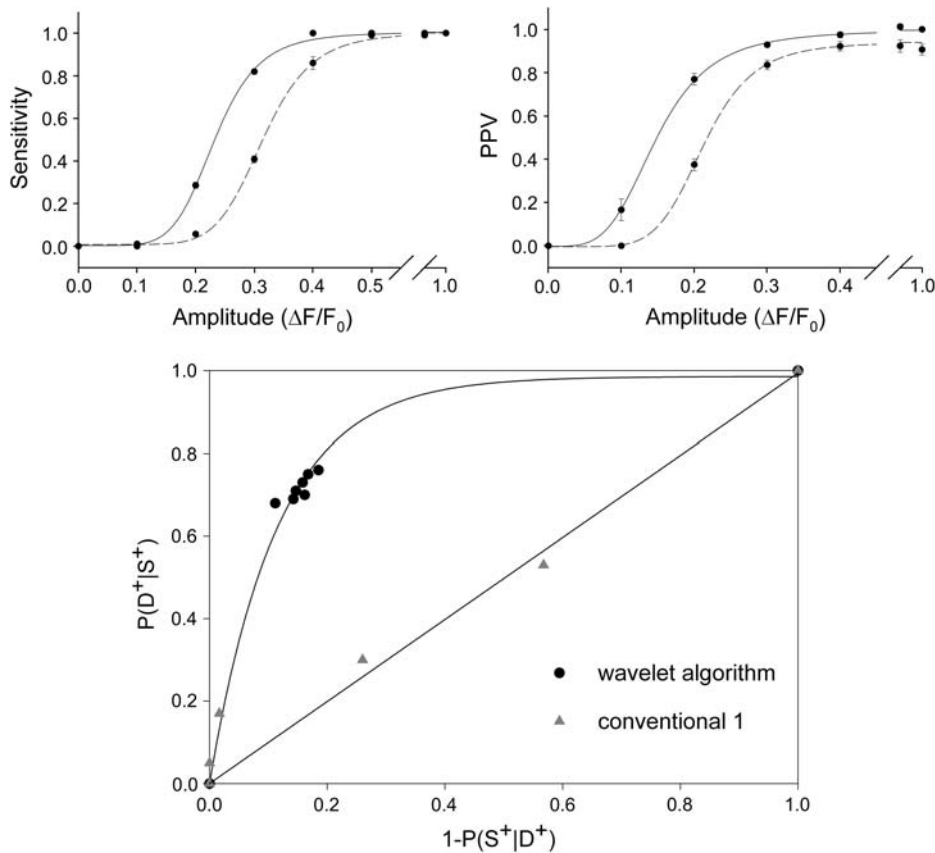 Sensitivity
1.0
0.8
0.6
0.4
0.2
0.0
0.0 0.1 0.2 0.3 0.4 0.5 1.0
Amplitude (ΔF/F₀)
PPV
1.0
0.8
0.6
0.4
0.2
0.0
0.0 0.1 0.2 0.3 0.4 1.0
Amplitude (ΔF/F₀)
P(D⁺|S⁺)
1.0
0.8
0.6
0.4
0.2
0.0
wavelet algorithm
conventional 1
0.0 0.2 0.4 0.6 0.8 1.0
1-P(S⁺|D⁺)